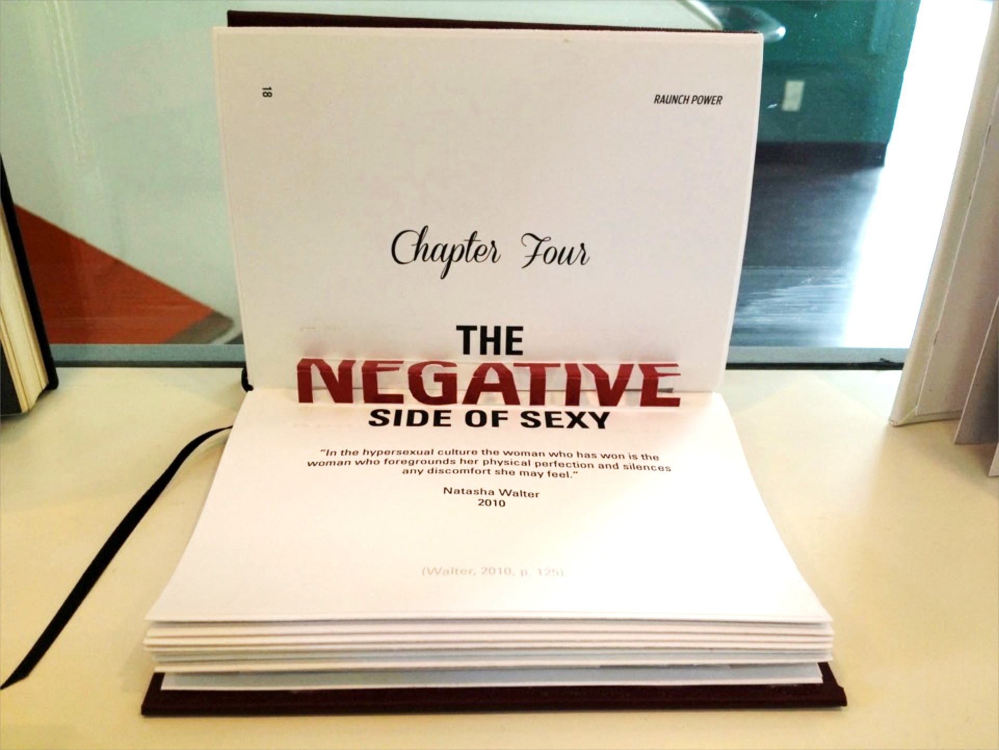 18
RAUNCH POWER
Chapter Four
THE
NEGATIVE
SIDE OF SEXY
“In the hypersexual culture the woman who has won is the
woman who foregrounds her physical perfection and silences
any discomfort she may feel.”
Natasha Walter
2010
(Walter, 2010, p. 125)